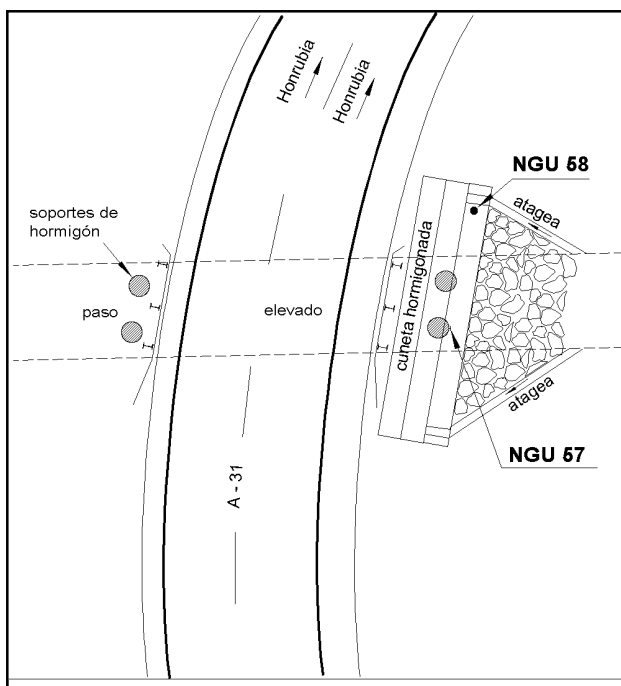 Honrubia
Honrubia
NGU 58
atagea
soportes de
hormigón
paso
elevado
cuneta hormigonada
atagea
NGU 57
A - 31